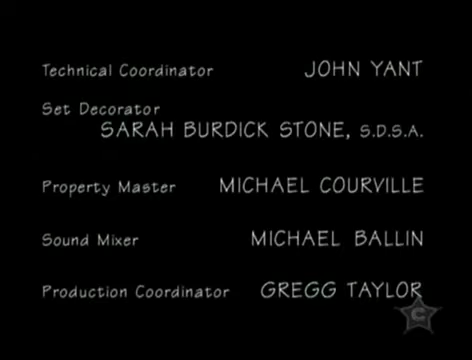 Technical Coordinator JOHN YANT
Set Decorator
SARAH BURDICK STONE, S.D.S.A.
Property Master MICHAEL COURVILLE
Sound Mixer MICHAEL BALLIN
Production Coordinator GREGG TAYLOR
C